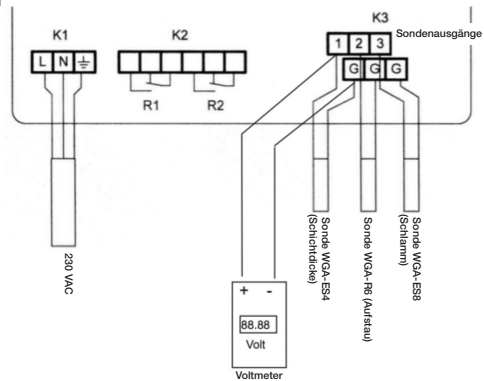 K1
K2
K3
Sondenausgänge
L N
1 2 3
G G G
R1
R2
230 VAC
Sonde WGA-ES4
(Schichtdicke)
Sonde WGA-R6 (Aufstau)
Sonde WGA-ES8
(Schlamm)
+ -
88.88
Volt
Voltmeter